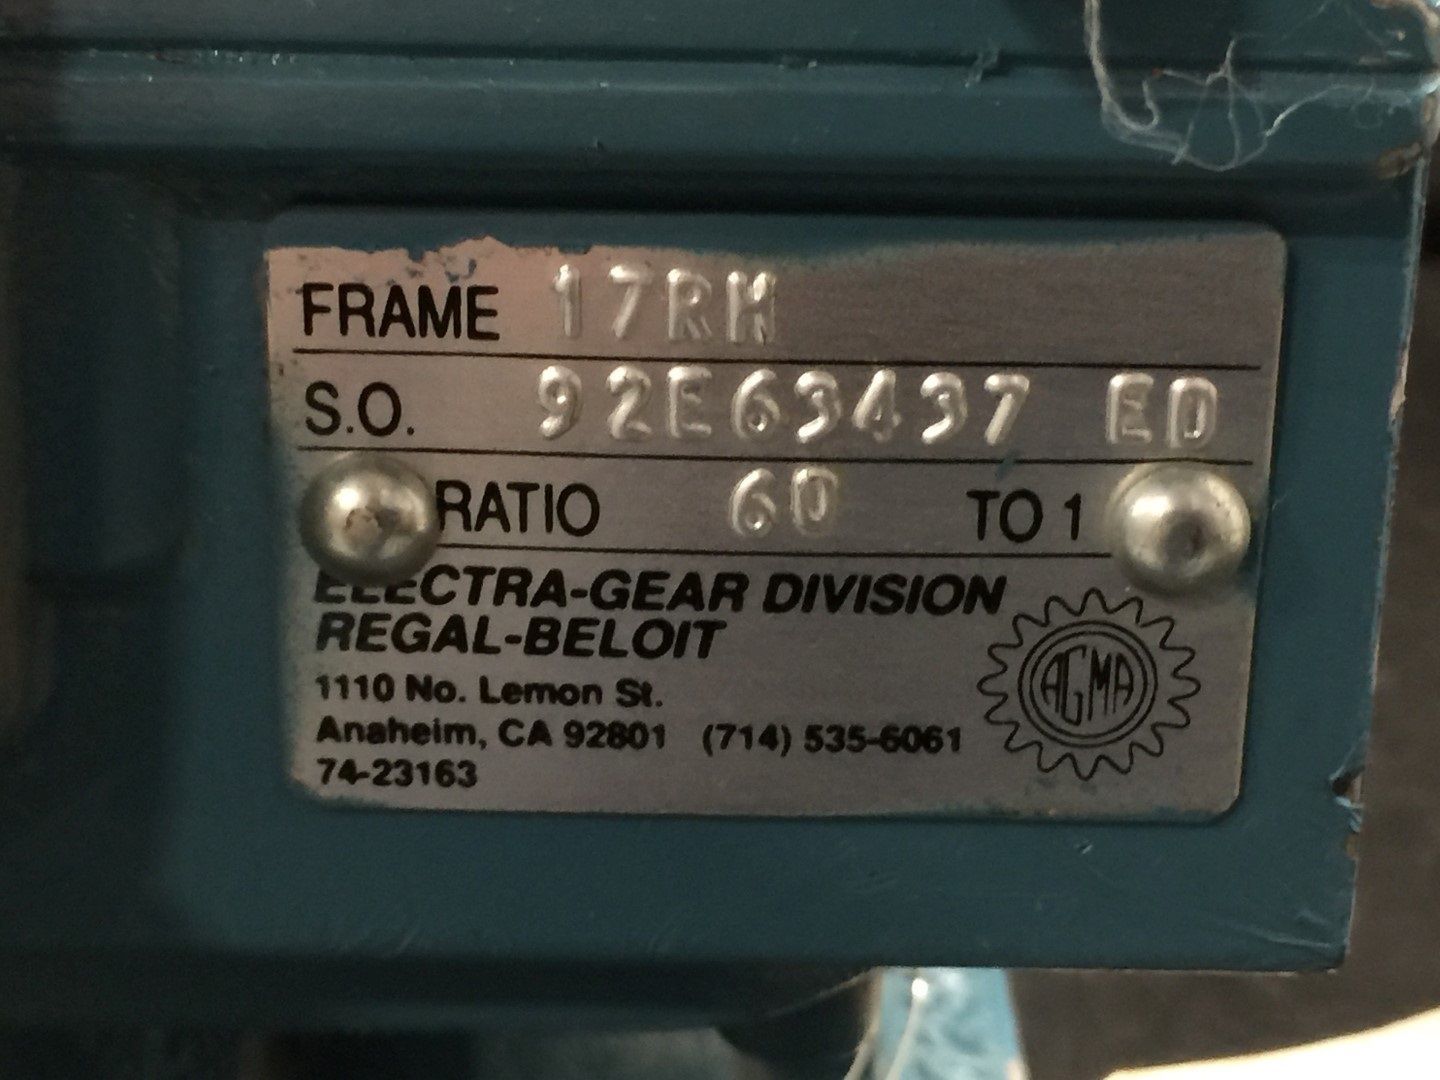 FRAME 17RH
S.O. 92E63437 ED
RATIO 60 TO 1
ELECTRA-GEAR DIVISION
REGAL-BELOIT
1110 No. Lemon St.
Anaheim, CA 92801 (714) 535-6061
74-23163
AGMA